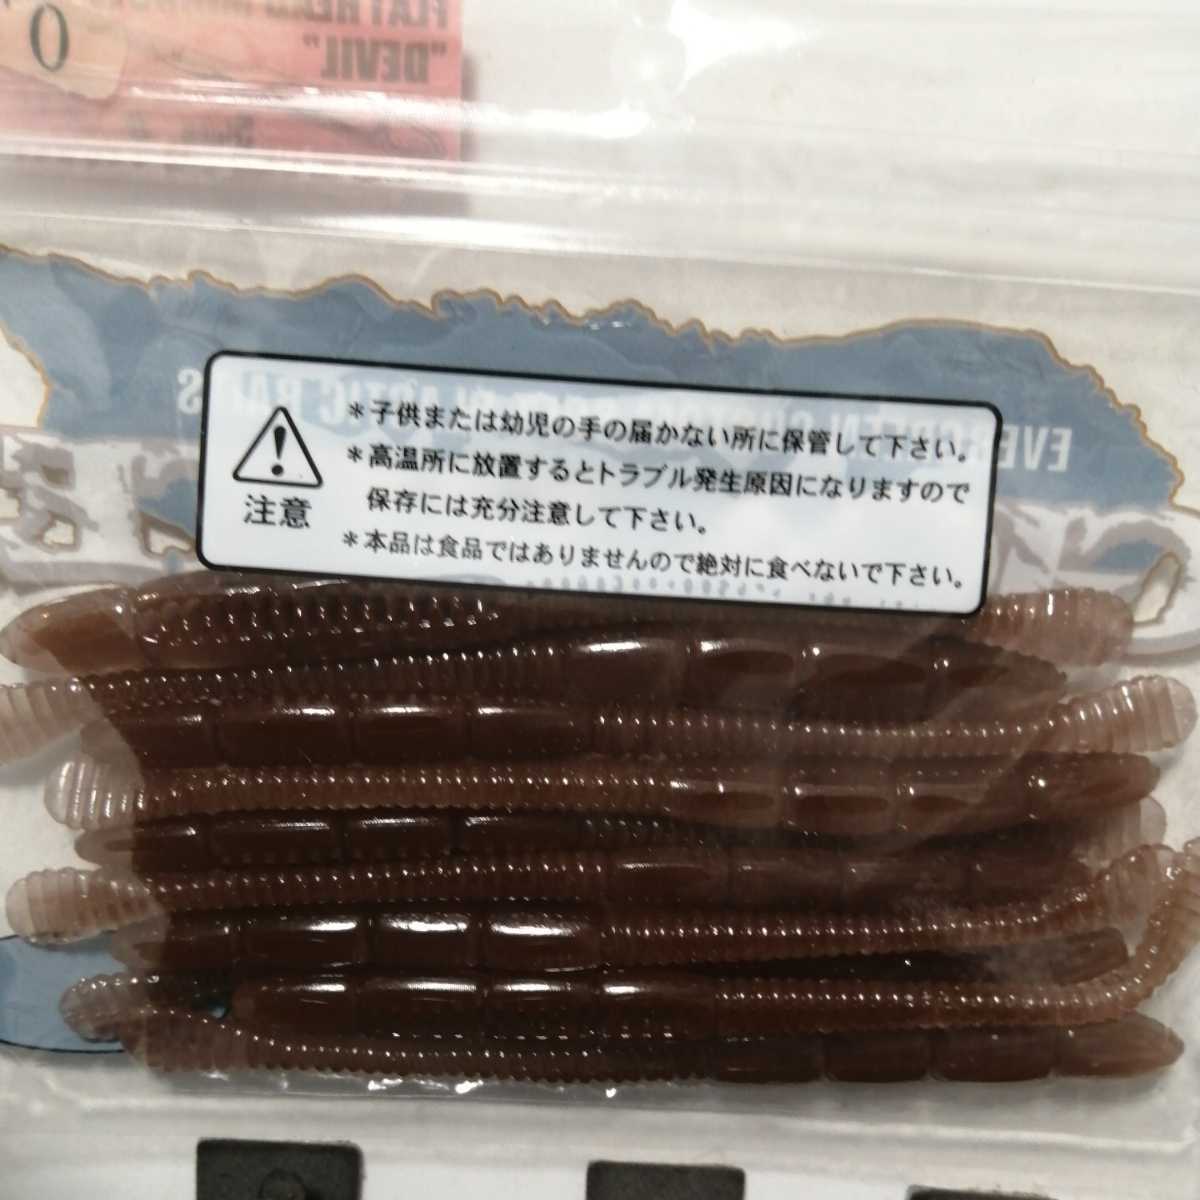 0
FLAT HEAD
"DEVIL"
EVERGREEN
注意
＊子供または幼児の手の届かない所に保管して下さい。
＊高温所に放置するとトラブル発生原因になりますので
保存には充分注意して下さい。
＊本品は食品ではありませんので絶対に食べないで下さい。